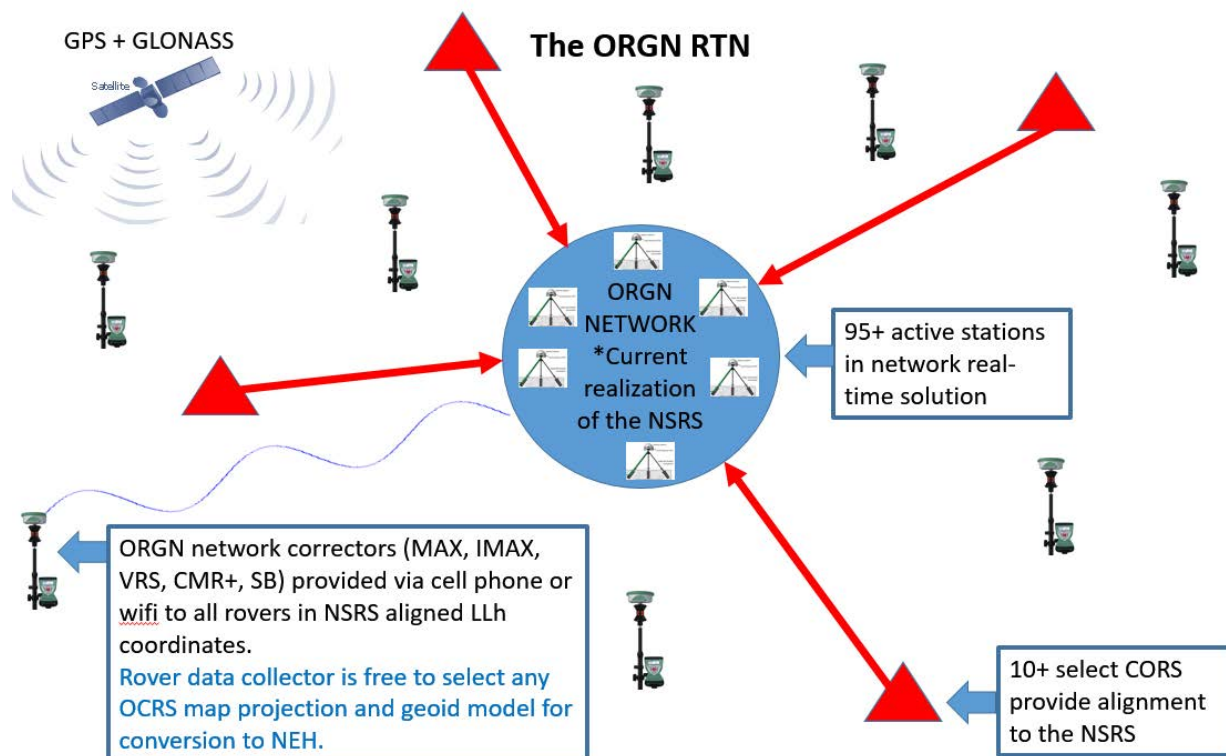 GPS + GLONASS
The ORGN RTN
Satellite
ORGN
NETWORK
*Current
realization
of the NSRS
95+ active stations
in network real-
time solution
ORGN network correctors (MAX, IMAX,
VRS, CMR+, SB) provided via cell phone or
wifi to all rovers in NSRS aligned LLh
coordinates.
Rover data collector is free to select any
OCRS map projection and geoid model for
conversion to NEH.
10+ select CORS
provide alignment
to the NSRS